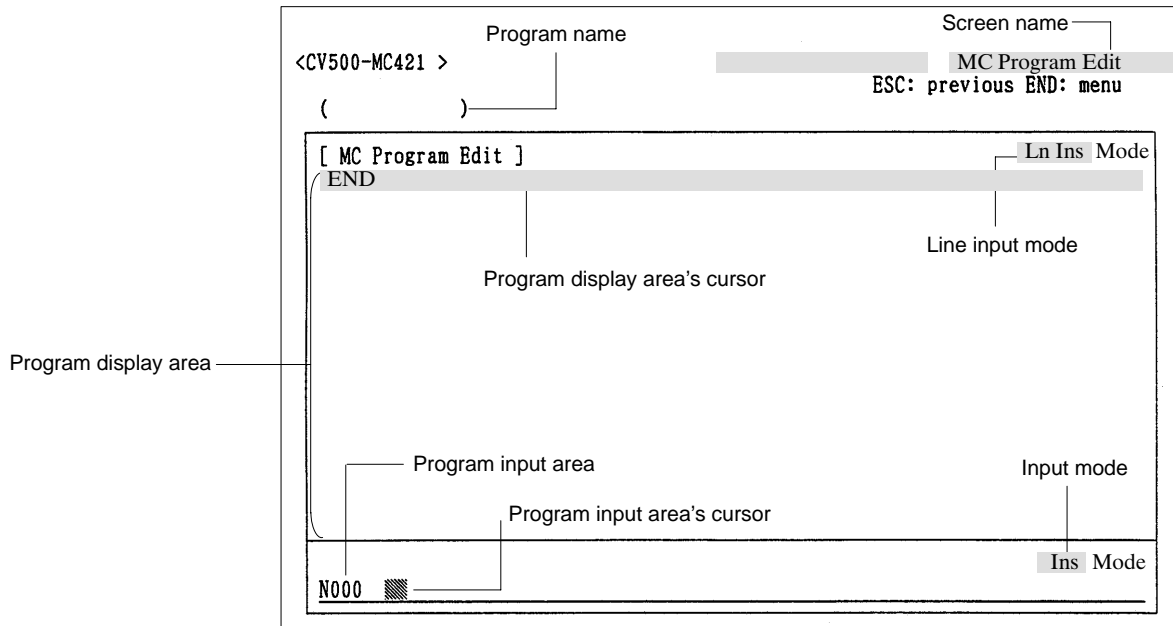 Program name
Screen name
<CV500-MC421 >
MC Program Edit
ESC: previous END: menu
( )
[ MC Program Edit ]
Ln Ins Mode
END
Line input mode
Program display area's cursor
Program display area
Program input area
Input mode
Program input area's cursor
Ins Mode
N000